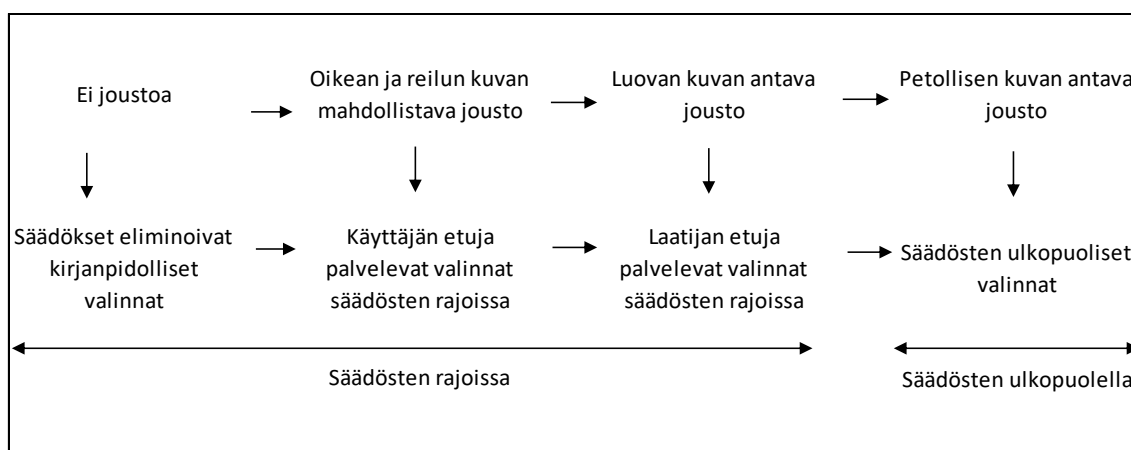 Ei joustoa
Oikean ja reilun kuvan
mahdollistava jousto
Luovan kuvan antava
jousto
Petollisen kuvan antava
jousto
Säädökset eliminoivat
kirjanpidolliset
valinnat
Käyttäjän etuja
palvelevat valinnat
säädösten rajoissa
Laatijan etuja
palvelevat valinnat
säädösten rajoissa
Säädösten ulkopuoliset
valinnat
Säädösten rajoissa
Säädösten ulkopuolella